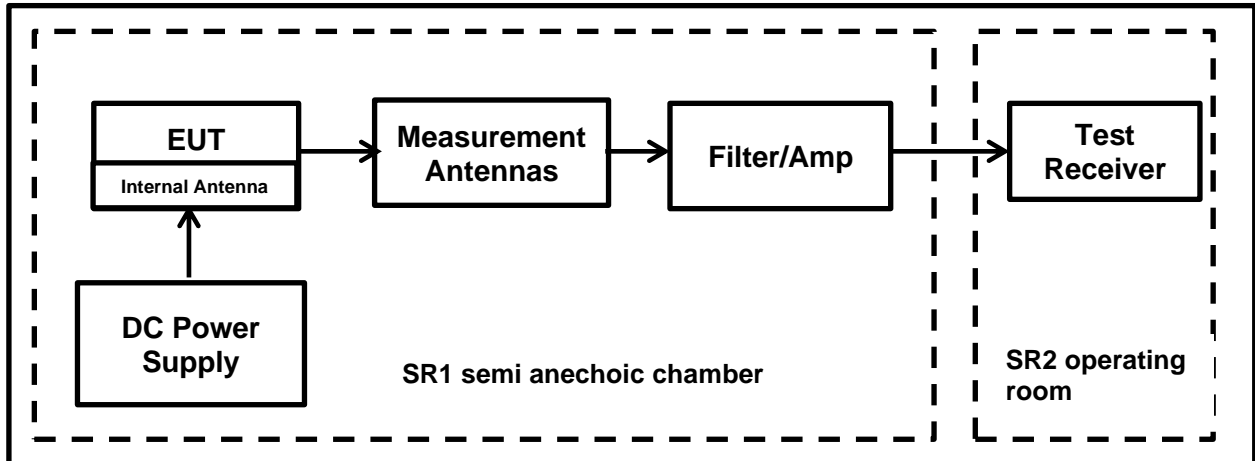 EUT
Internal Antenna
Measurement
Antennas
Filter/Amp
Test
Receiver
DC Power
Supply
SR1 semi anechoic chamber
SR2 operating
room